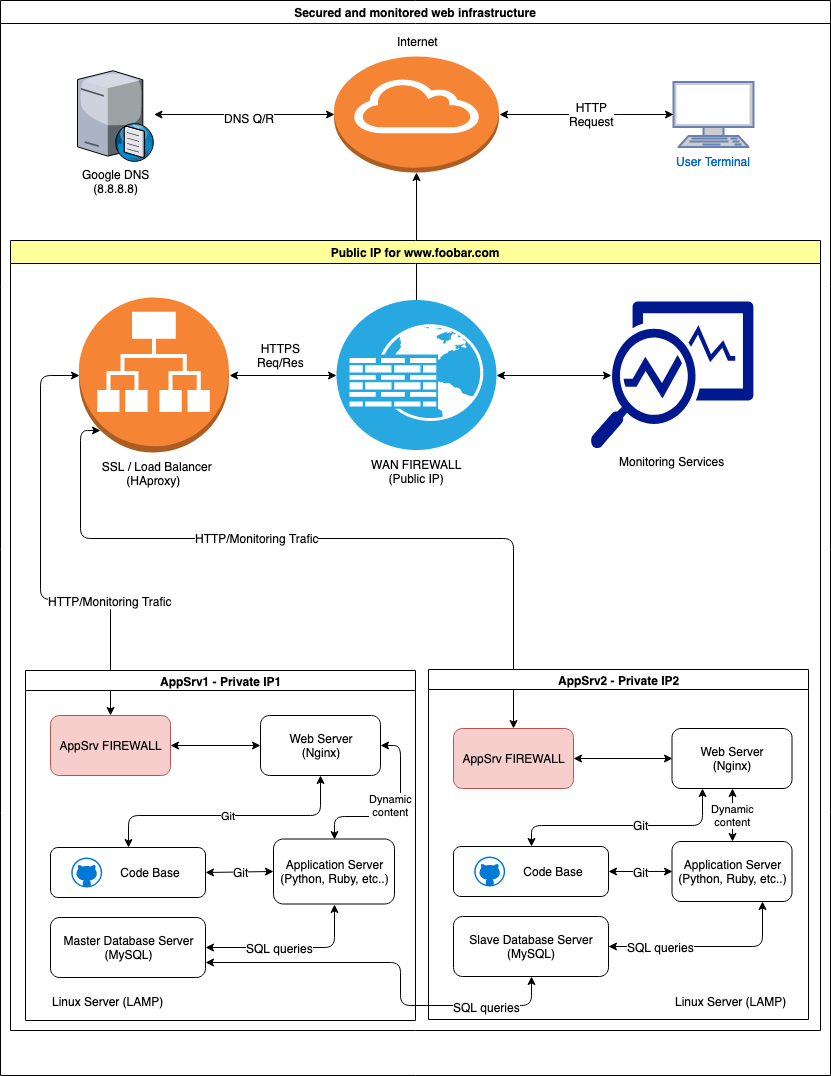 Secured and monitored web infrastructure
Internet
DNS Q/R
HTTP
Request
Google DNS
(8.8.8.8)
User Terminal
Public IP for www.foobar.com
HTTPS
Req/Res
SSL / Load Balancer
(HAproxy)
WAN FIREWALL
(Public IP)
Monitoring Services
HTTP/Monitoring Trafic
HTTP/Monitoring Trafic
AppSrv1 - Private IP1
AppSrv FIREWALL
Web Server
(Nginx)
Dynamic
content
Git
Code Base
Git
Application Server
(Python, Ruby, etc..)
Master Database Server
(MySQL)
SQL queries
Linux Server (LAMP)
SQL queries
AppSrv2 - Private IP2
AppSrv FIREWALL
Web Server
(Nginx)
Dynamic
content
Git
Code Base
Git
Application Server
(Python, Ruby, etc..)
Slave Database Server
(MySQL)
SQL queries
Linux Server (LAMP)